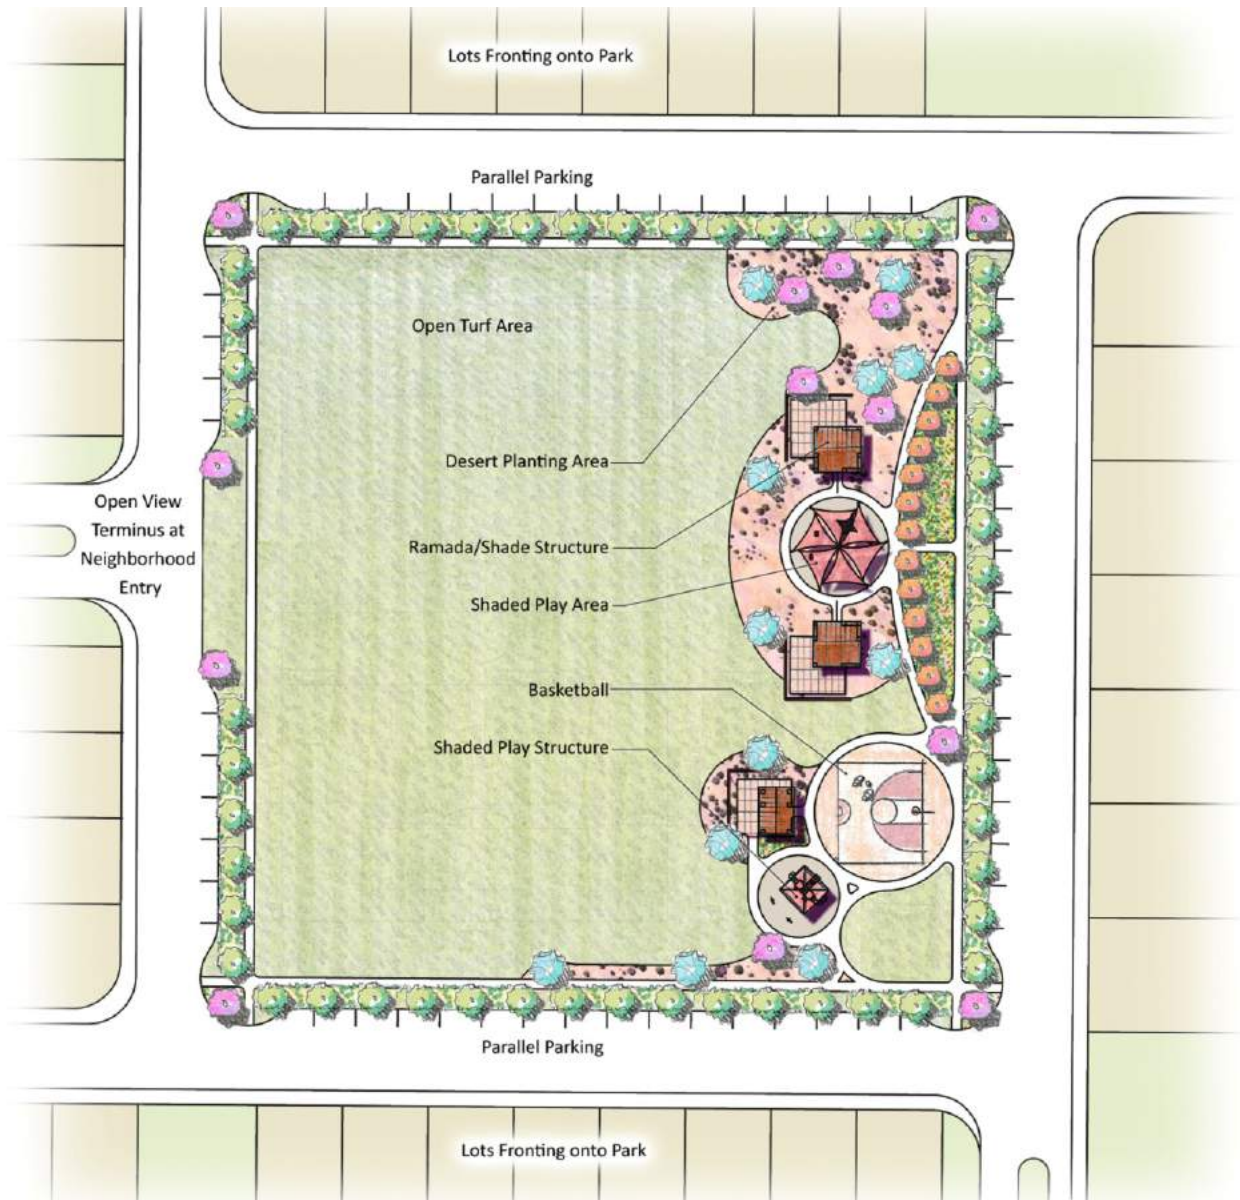 Lots Fronting onto Park
Parallel Parking
Open Turf Area
Desert Planting Area
Open View
Terminus at
Neighborhood
Entry
Ramada/Shade Structure
Shaded Play Area
Basketball
Shaded Play Structure
Parallel Parking
Lots Fronting onto Park